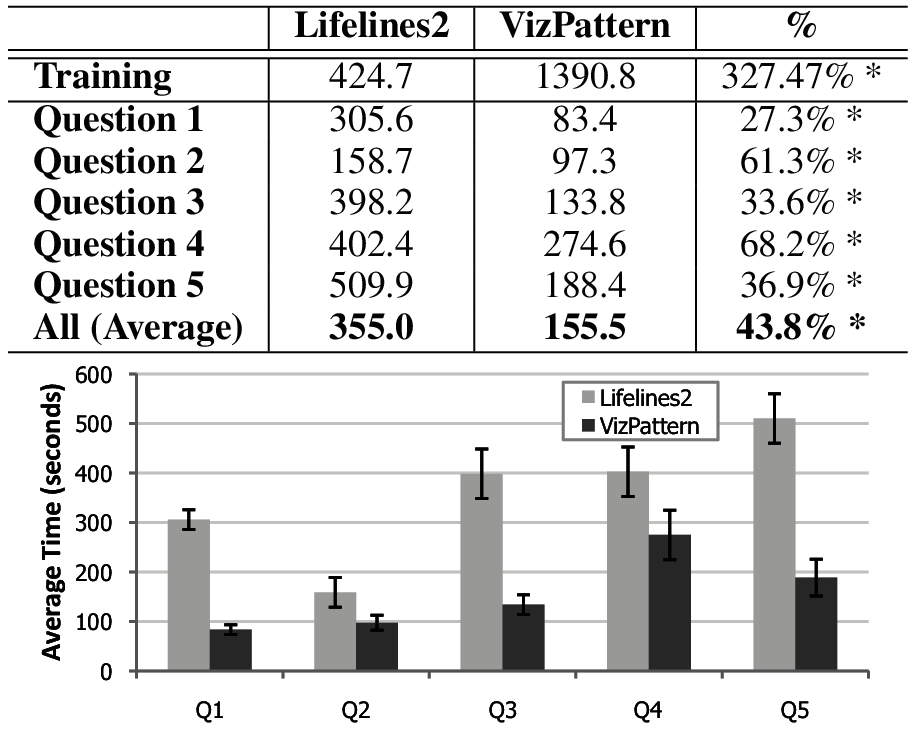 Lifelines2 VizPattern %
Training 424.7 1390.8 327.47% *
Question 1 305.6 83.4 27.3% *
Question 2 158.7 97.3 61.3% *
Question 3 398.2 133.8 33.6% *
Question 4 402.4 274.6 68.2% *
Question 5 509.9 188.4 36.9% *
All (Average) 355.0 155.5 43.8% *
Average Time (seconds)
600
500
400
300
200
100
0
Lifelines2
VizPattern
Q1 Q2 Q3 Q4 Q5